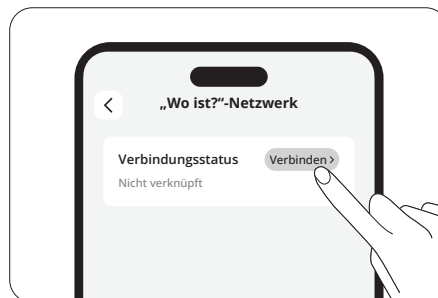 „Wo ist?“-Netzwerk
Verbindungsstatus
Verbinden >
Nicht verknüpft